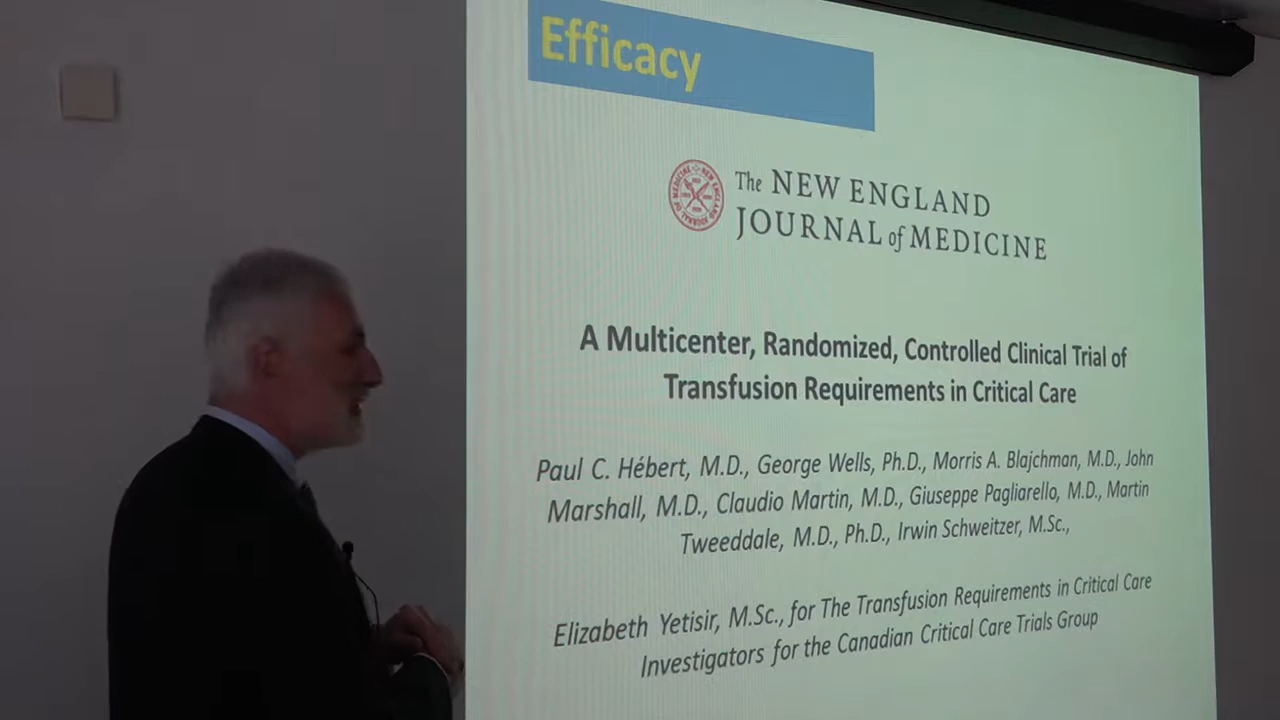 Efficacy
The NEW ENGLAND
JOURNAL of MEDICINE
A Multicenter, Randomized, Controlled Clinical Trial of
Transfusion Requirements in Critical Care
Paul C. Hébert, M.D., George Wells, Ph.D., Morris A. Blajchman, M.D., John
Marshall, M.D., Claudio Martin, M.D., Giuseppe Pagliarello, M.D., Martin
Tweeddale, M.D., Ph.D., Irwin Schweitzer, M.Sc.,
Elizabeth Yetisir, M.Sc., for The Transfusion Requirements in Critical Care
Investigators for the Canadian Critical Care Trials Group